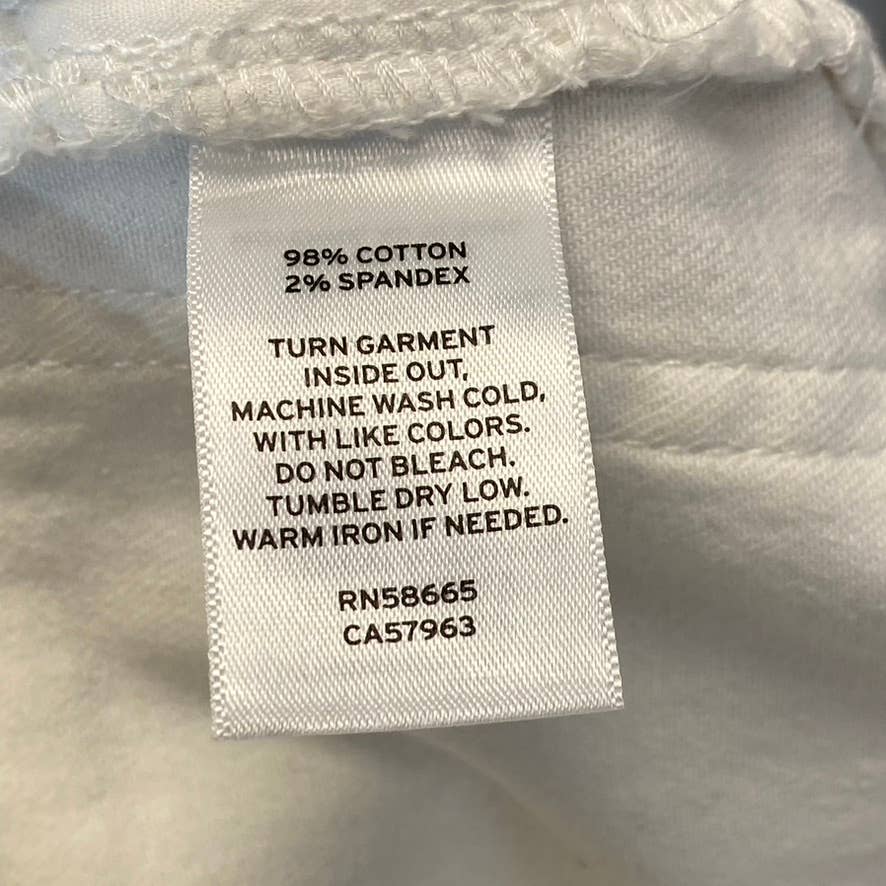 98% COTTON
2% SPANDEX
TURN GARMENT
INSIDE OUT,
MACHINE WASH COLD,
WITH LIKE COLORS.
DO NOT BLEACH.
TUMBLE DRY LOW.
WARM IRON IF NEEDED.
RN58665
CA57963